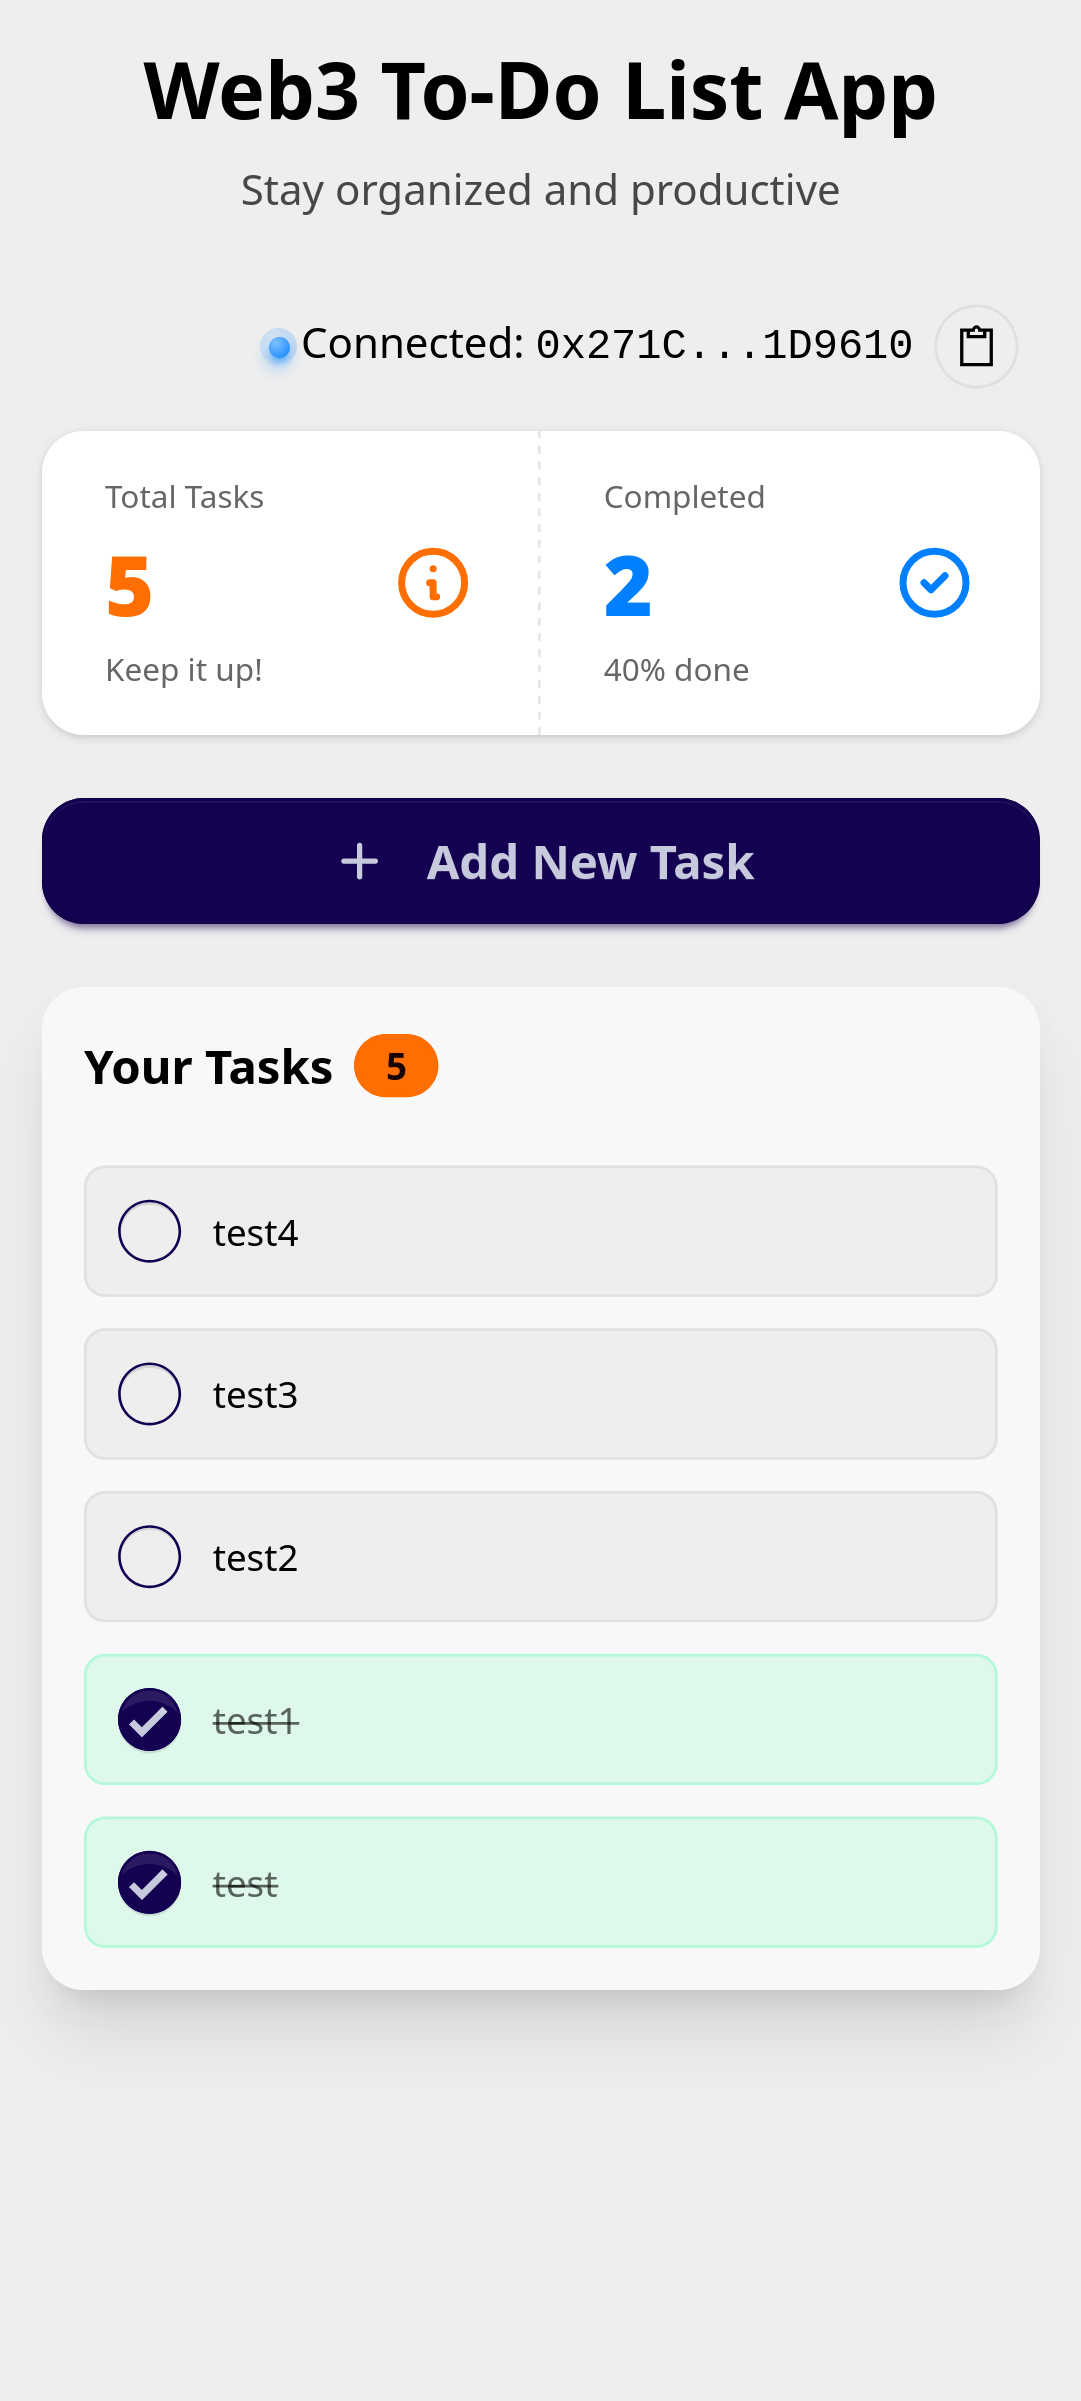 Web3 To-Do List App
Stay organized and productive
Connected: 0x271C...1D9610
Total Tasks
5
Keep it up!
Completed
2
40% done
Add New Task
Your Tasks 5
test4
test3
test2
test1
test